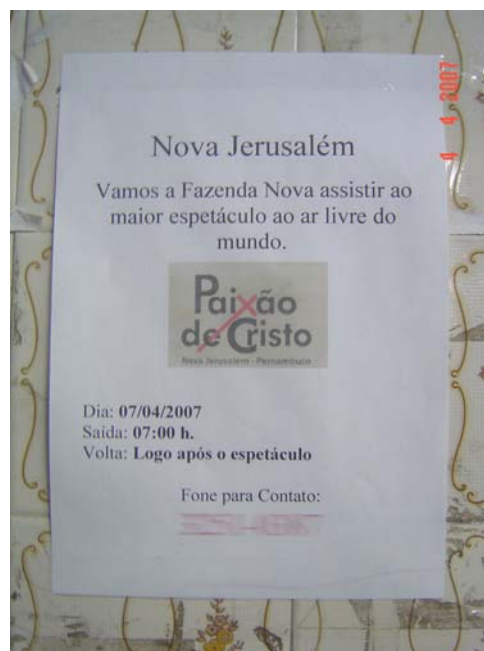 4 4 2007
Nova Jerusalém
Vamos a Fazenda Nova assistir ao
maior espetáculo ao ar livre do
mundo.
Paixão
de Cristo
Nova Jerusalém - Pernambuco
Dia: 07/04/2007
Saída: 07:00 h.
Volta: Logo após o espetáculo
Fone para Contato: